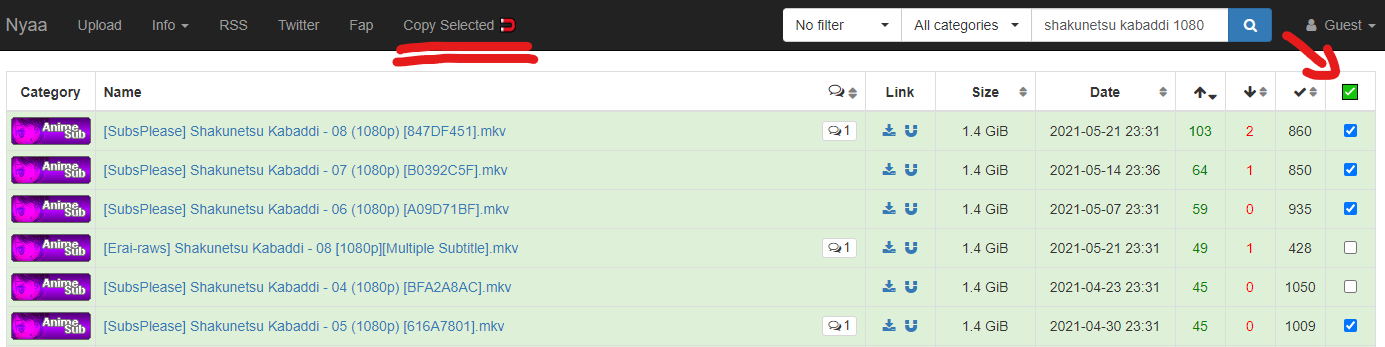 Nyaa Upload Info RSS Twitter Fap Copy Selected No filter All categories shakunetsu kabaddi 1080 Guest
Category Name Link Size Date
Anime Sub [SubsPlease] Shakunetsu Kabaddi - 08 (1080p) [847DF451].mkv 1 1.4 GiB 2021-05-21 23:31 103 2 860
Anime Sub [SubsPlease] Shakunetsu Kabaddi - 07 (1080p) [B0392C5F].mkv 1.4 GiB 2021-05-14 23:36 64 1 850
Anime Sub [SubsPlease] Shakunetsu Kabaddi - 06 (1080p) [A09D71BF].mkv 1.4 GiB 2021-05-07 23:31 59 0 935
Anime Sub [Erai-raws] Shakunetsu Kabaddi - 08 [1080p][Multiple Subtitle].mkv 1 1.4 GiB 2021-05-21 23:31 49 1 428
Anime Sub [SubsPlease] Shakunetsu Kabaddi - 04 (1080p) [BFA2A8AC].mkv 1.4 GiB 2021-04-23 23:31 45 0 1050
Anime Sub [SubsPlease] Shakunetsu Kabaddi - 05 (1080p) [616A7801].mkv 1 1.4 GiB 2021-04-30 23:31 45 0 1009